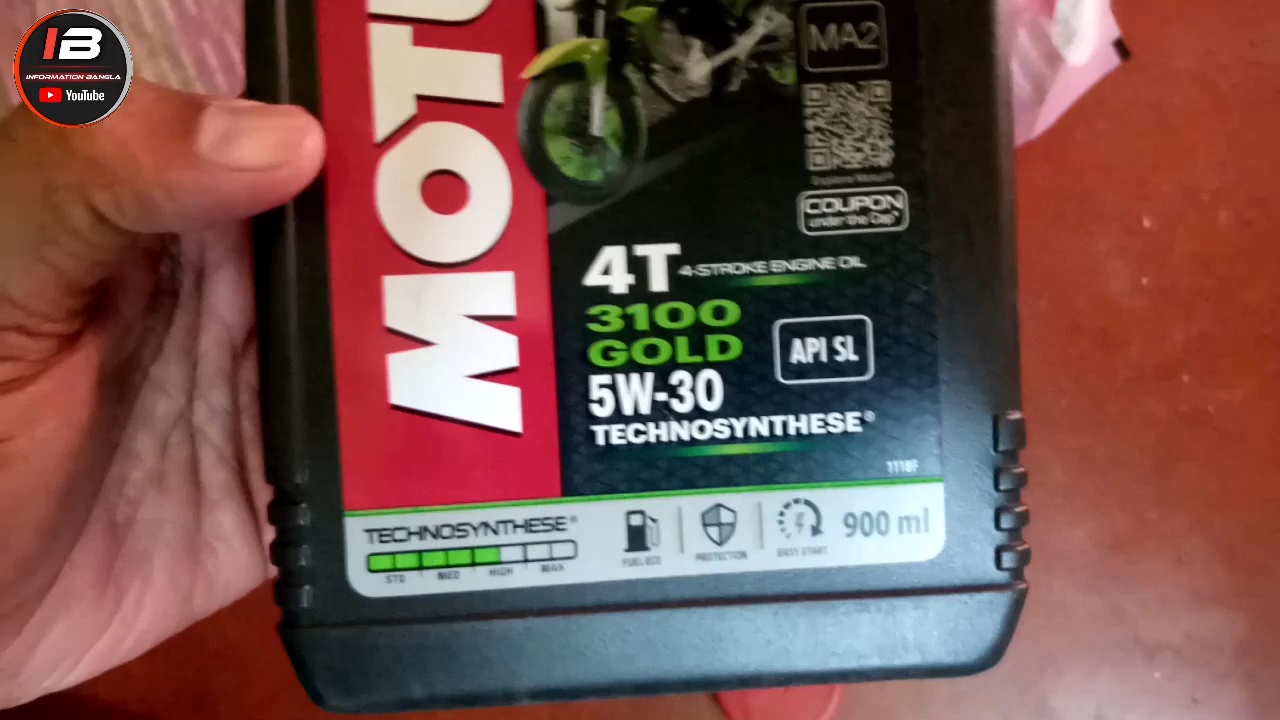 IB
INFORMATION BANGLA
YouTube
MOTU
MA2
COUPON
under the Cap
4T 4-STROKE ENGINE OIL
3100
GOLD
API SL
5W-30
TECHNOSYNTHESE®
1118F
TECHNOSYNTHESE®
STD MED HIGH MAX
FUEL ECO
PROTECTION
EASY START
900 ml